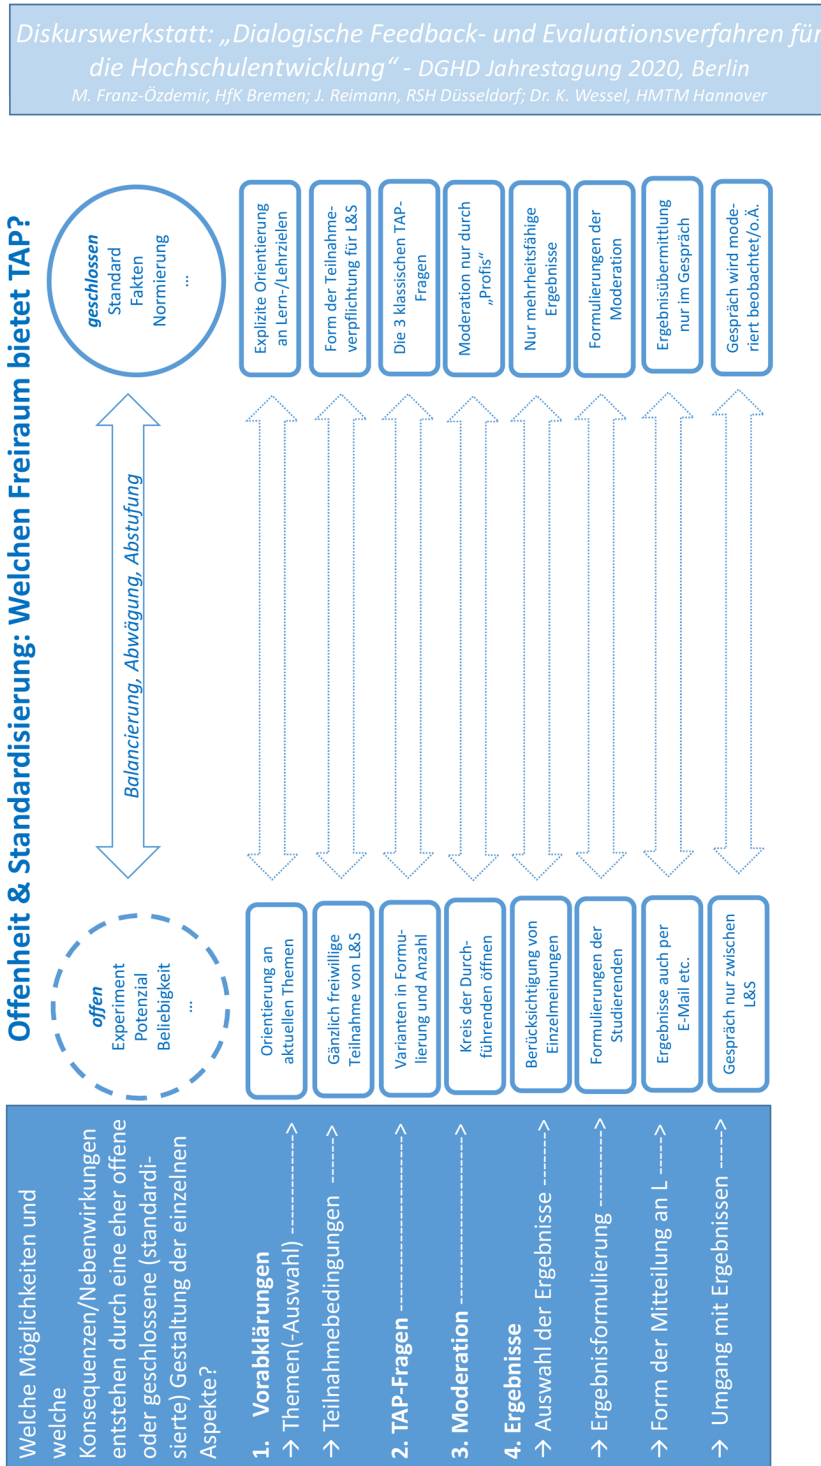 Diskurswerkstatt: „Dialogische Feedback- und Evaluationsverfahren für
die Hochschulentwicklung“ - DGHD Jahrestagung 2020, Berlin
M. Franz-Özdemir, HfK Bremen; J. Reimann, RSH Düsseldorf; Dr. K. Wessel, HMTM Hannover
Offenheit & Standardisierung: Welchen Freiraum bietet TAP?
Welche Möglichkeiten und
welche
Konsequenzen/Nebenwirkungen
entstehen durch eine eher offene
oder geschlossene (standardi-
sierte) Gestaltung der einzelnen
Aspekte?
offen
Experiment
Potenzial
Beliebigkeit
...
Balancierung, Abwägung, Abstufung
geschlossen
Standard
Fakten
Normierung
...
1. Vorabklärungen
→ Themen(-Auswahl) -------------->
Orientierung an
aktuellen Themen
Explizite Orientierung
an Lern-/Lehrzielen
→ Teilnahmebedingungen ------>
Gänzlich freiwillige
Teilnahme von L&S
Form der Teilnahme-
verpflichtung für L&S
2. TAP-Fragen ------------------------>
Varianten in Formu-
lierung und Anzahl
Die 3 klassischen TAP-
Fragen
3. Moderation ------------------------>
Kreis der Durch-
führenden öffnen
Moderation nur durch
„Profis“
4. Ergebnisse
→ Auswahl der Ergebnisse ------->
Berücksichtigung von
Einzelmeinungen
Nur mehrheitsfähige
Ergebnisse
→ Ergebnisformulierung ---------->
Formulierungen der
Studierenden
Formulierungen der
Moderation
→ Form der Mitteilung an L ------>
Ergebnisse auch per
E-Mail etc.
Ergebnisübermittlung
nur im Gespräch
→ Umgang mit Ergebnissen ----->
Gespräch nur zwischen
L&S
Gespräch wird mode-
riert beobachtet/o.Ä.